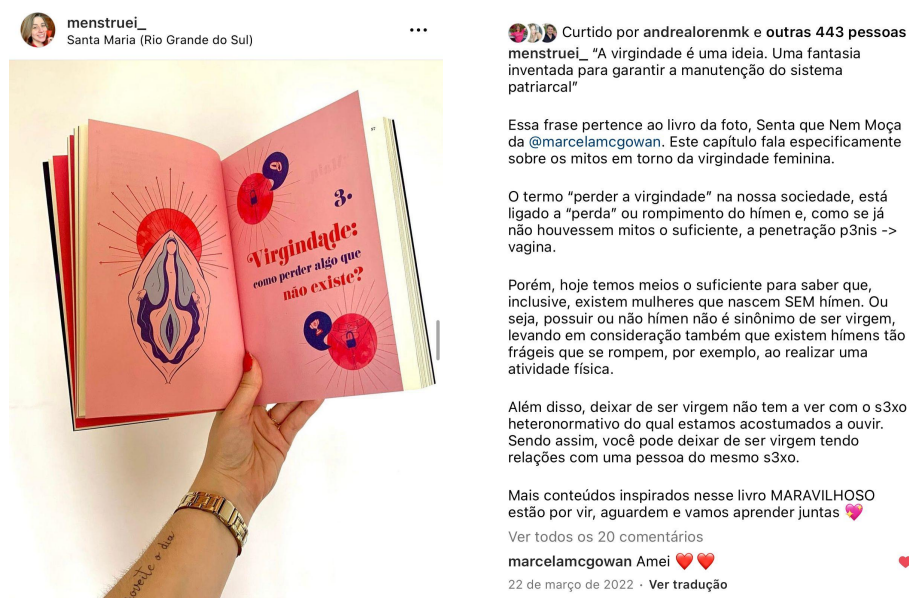 menstruei_
Santa Maria (Rio Grande do Sul)
37
3.
Virgindade:
como perder algo que
não existe?
oveite o dia
Curtido por andrealorenmk e outras 443 pessoas
menstruei_ “A virgindade é uma ideia. Uma fantasia
inventada para garantir a manutenção do sistema
patriarcal”
Essa frase pertence ao livro da foto, Senta que Nem Moça
da @marcelamcgowan. Este capítulo fala especificamente
sobre os mitos em torno da virgindade feminina.
O termo “perder a virgindade” na nossa sociedade, está
ligado a “perda” ou rompimento do hímen e, como se já
não houvessem mitos o suficiente, a penetração p3nis ->
vagina.
Porém, hoje temos meios o suficiente para saber que,
inclusive, existem mulheres que nascem SEM hímen. Ou
seja, possuir ou não hímen não é sinônimo de ser virgem,
levando em consideração também que existem hímens tão
frágeis que se rompem, por exemplo, ao realizar uma
atividade física.
Além disso, deixar de ser virgem não tem a ver com o s3xo
heteronormativo do qual estamos acostumados a ouvir.
Sendo assim, você pode deixar de ser virgem tendo
relações com uma pessoa do mesmo s3xo.
Mais conteúdos inspirados nesse livro MARAVILHOSO
estão por vir, aguardem e vamos aprender juntas 💖
Ver todos os 20 comentários
marcelamcgowan Amei ❤️❤️
22 de março de 2022 · Ver tradução